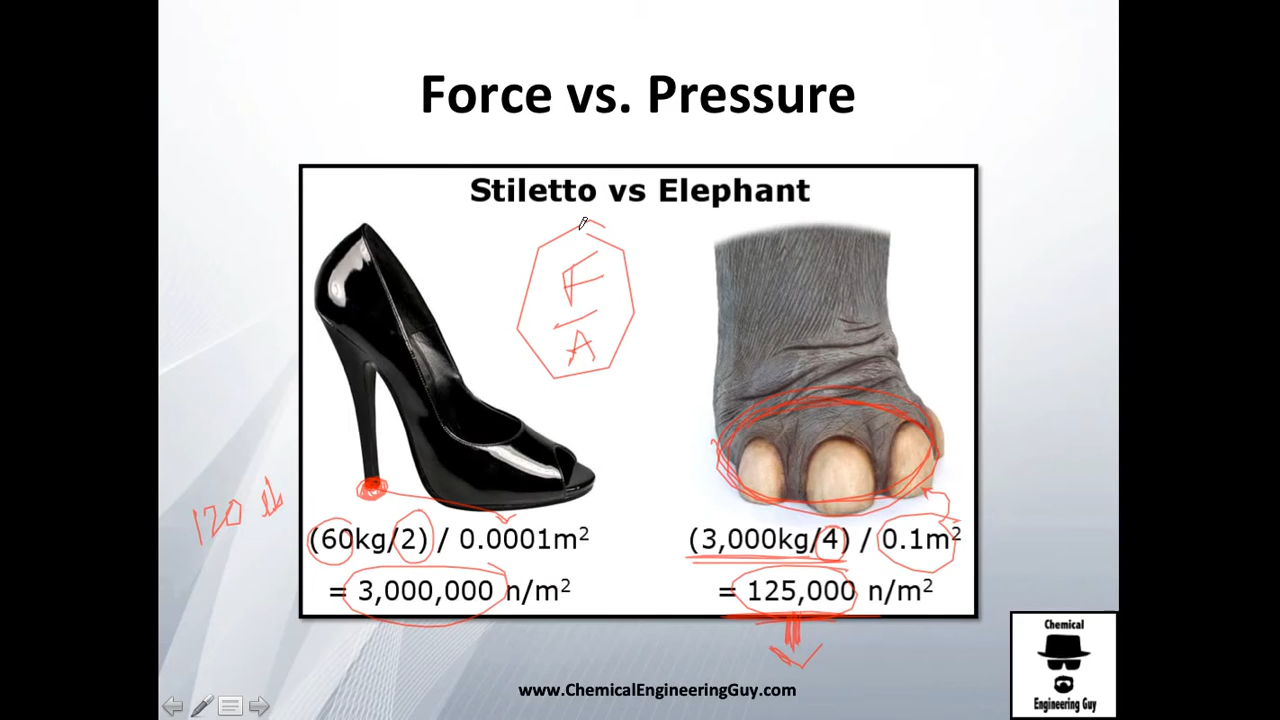 Force vs. Pressure
Stiletto vs Elephant
F
A
120 lb
(60kg/2) / 0.0001m²
= 3,000,000 n/m²
(3,000kg/4) / 0.1m²
= 125,000 n/m²
www.ChemicalEngineeringGuy.com
Chemical
Engineering Guy